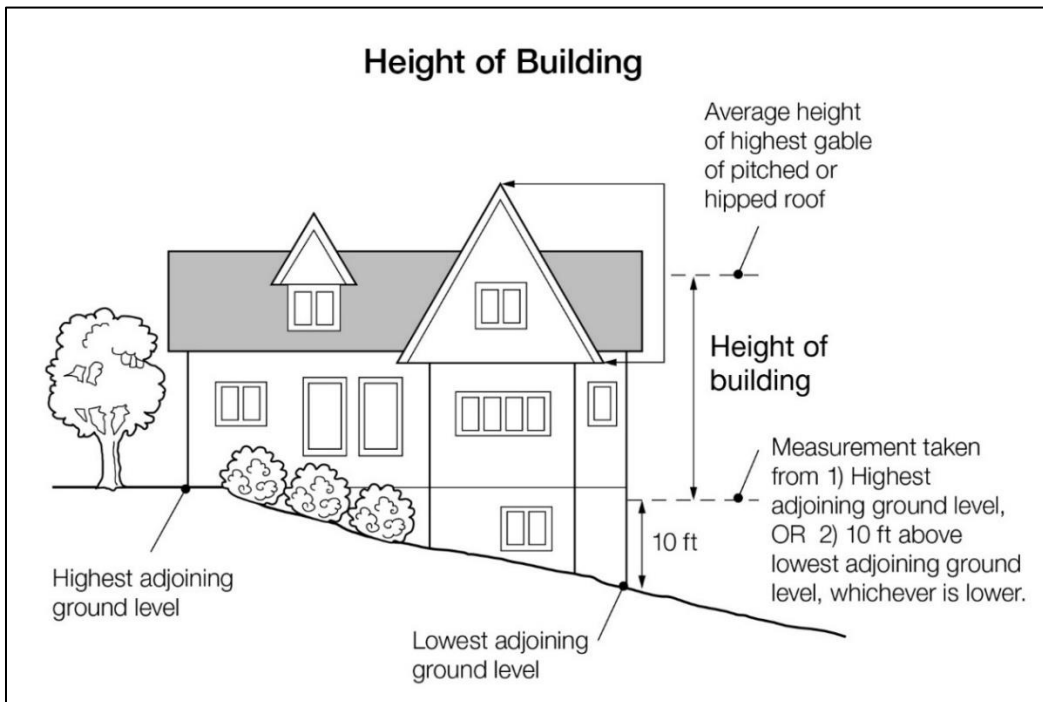 Height of Building
Average height
of highest gable
of pitched or
hipped roof
Height of
building
Measurement taken
from 1) Highest
adjoining ground level,
OR 2) 10 ft above
lowest adjoining ground
level, whichever is lower.
10 ft
Highest adjoining
ground level
Lowest adjoining
ground level